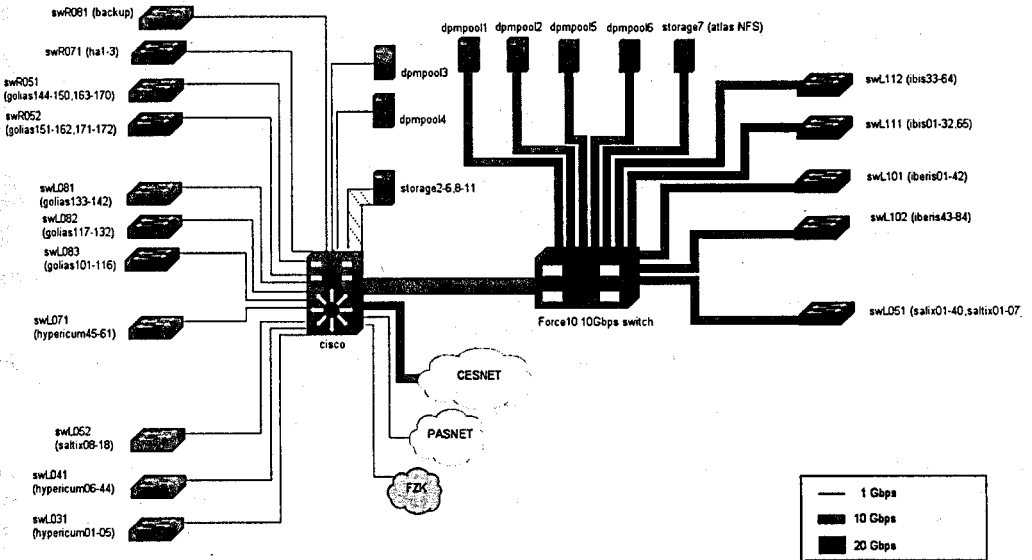 swR081 (backup)
swR071 (ha1-3)
swR051
(golias144-150,163-170)
swR052
(golias151-162,171-172)
swL081
(golias133-142)
swL082
(golias117-132)
swL083
(golias101-116)
swL071
(hypericum45-61)
swL052
(saltix08-18)
swL041
(hypericum06-44)
swL031
(hypericum01-05)
dpmpool3
dpmpool4
storage2-6,8-11
cisco
dpmpool1
dpmpool2
dpmpool5
dpmpool6
storage7 (atlas NFS)
Force10 10Gbps switch
swL112 (ibis33-64)
swL111 (ibis01-32,65)
swL101 (iberis01-42)
swL102 (iberis43-84)
swL051 (salix01-40,saltix01-07
CESNET
PASNET
FZK
1 Gbps
10 Gbps
20 Gbps